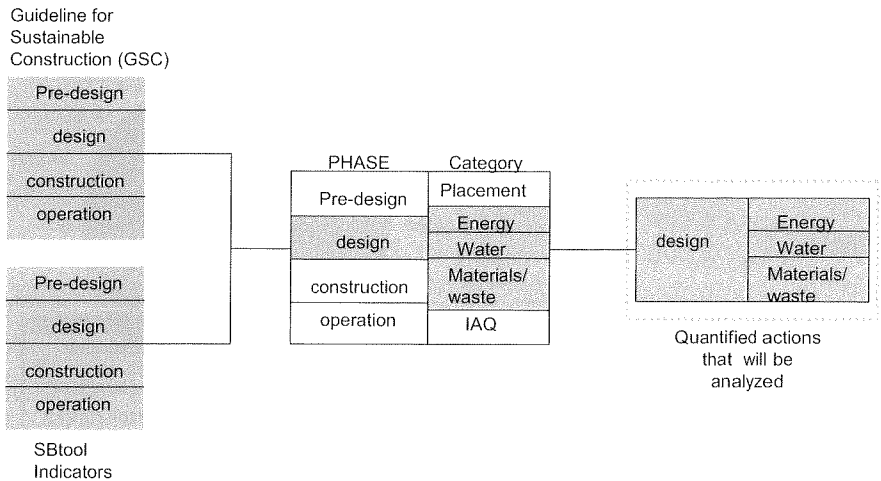 Guideline for
Sustainable
Construction (GSC)
Pre-design
design
construction
operation
Pre-design
design
construction
operation
SBtool
Indicators
PHASE Category
Pre-design
design
construction
operation
Placement
Energy
Water
Materials/
waste
IAQ
design
Energy
Water
Materials/
waste
Quantified actions
that will be
analyzed